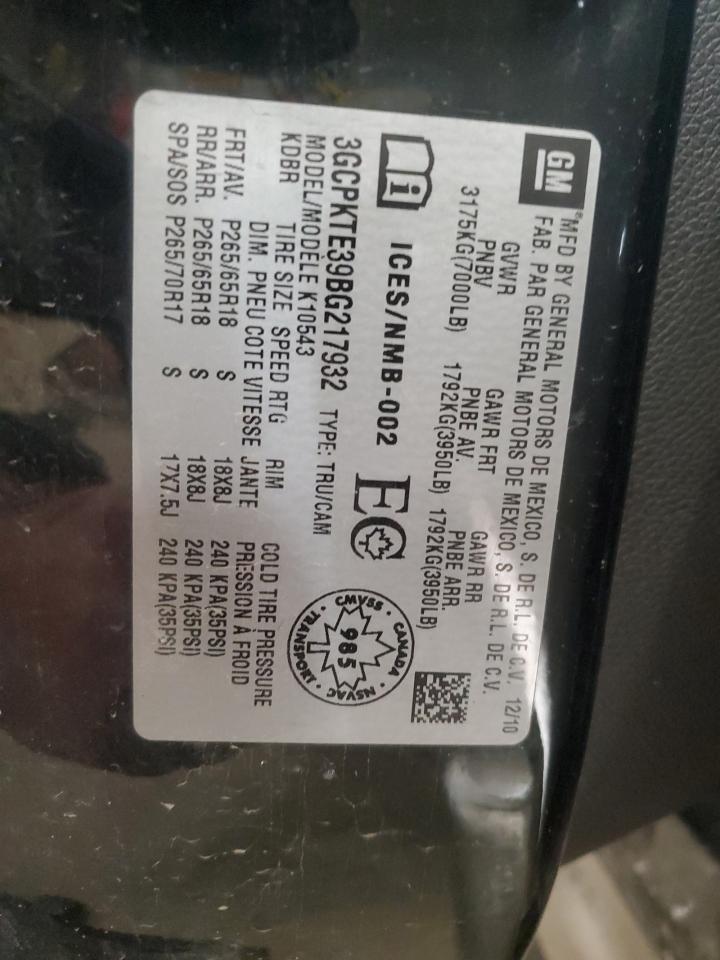 GM
®MFD BY GENERAL MOTORS DE MEXICO, S. DE R.L. DE C.V. 12/10
FAB. PAR GENERAL MOTORS DE MEXICO, S. DE R.L. DE C.V.
GVWR GAWR FRT GAWR RR
PNBV PNBE AV. PNBE ARR.
3175KG(7000LB) 1792KG(3950LB) 1792KG(3950LB)
i ICES/NMB-002 EC
CMVSS • CANADA • NSVAC • TRANSPORT •
985
3GCPKTE39BG217932 TYPE: TRU/CAM
MODEL/MODÈLE K10543
KDBR TIRE SIZE SPEED RTG RIM COLD TIRE PRESSURE
DIM. PNEU COTE VITESSE JANTE PRESSION À FROID
FRT/AV. P265/65R18 S 18X8J 240 KPA(35PSI)
RR/ARR. P265/65R18 S 18X8J 240 KPA(35PSI)
SPA/SOS P265/70R17 S 17X7.5J 240 KPA(35PSI)